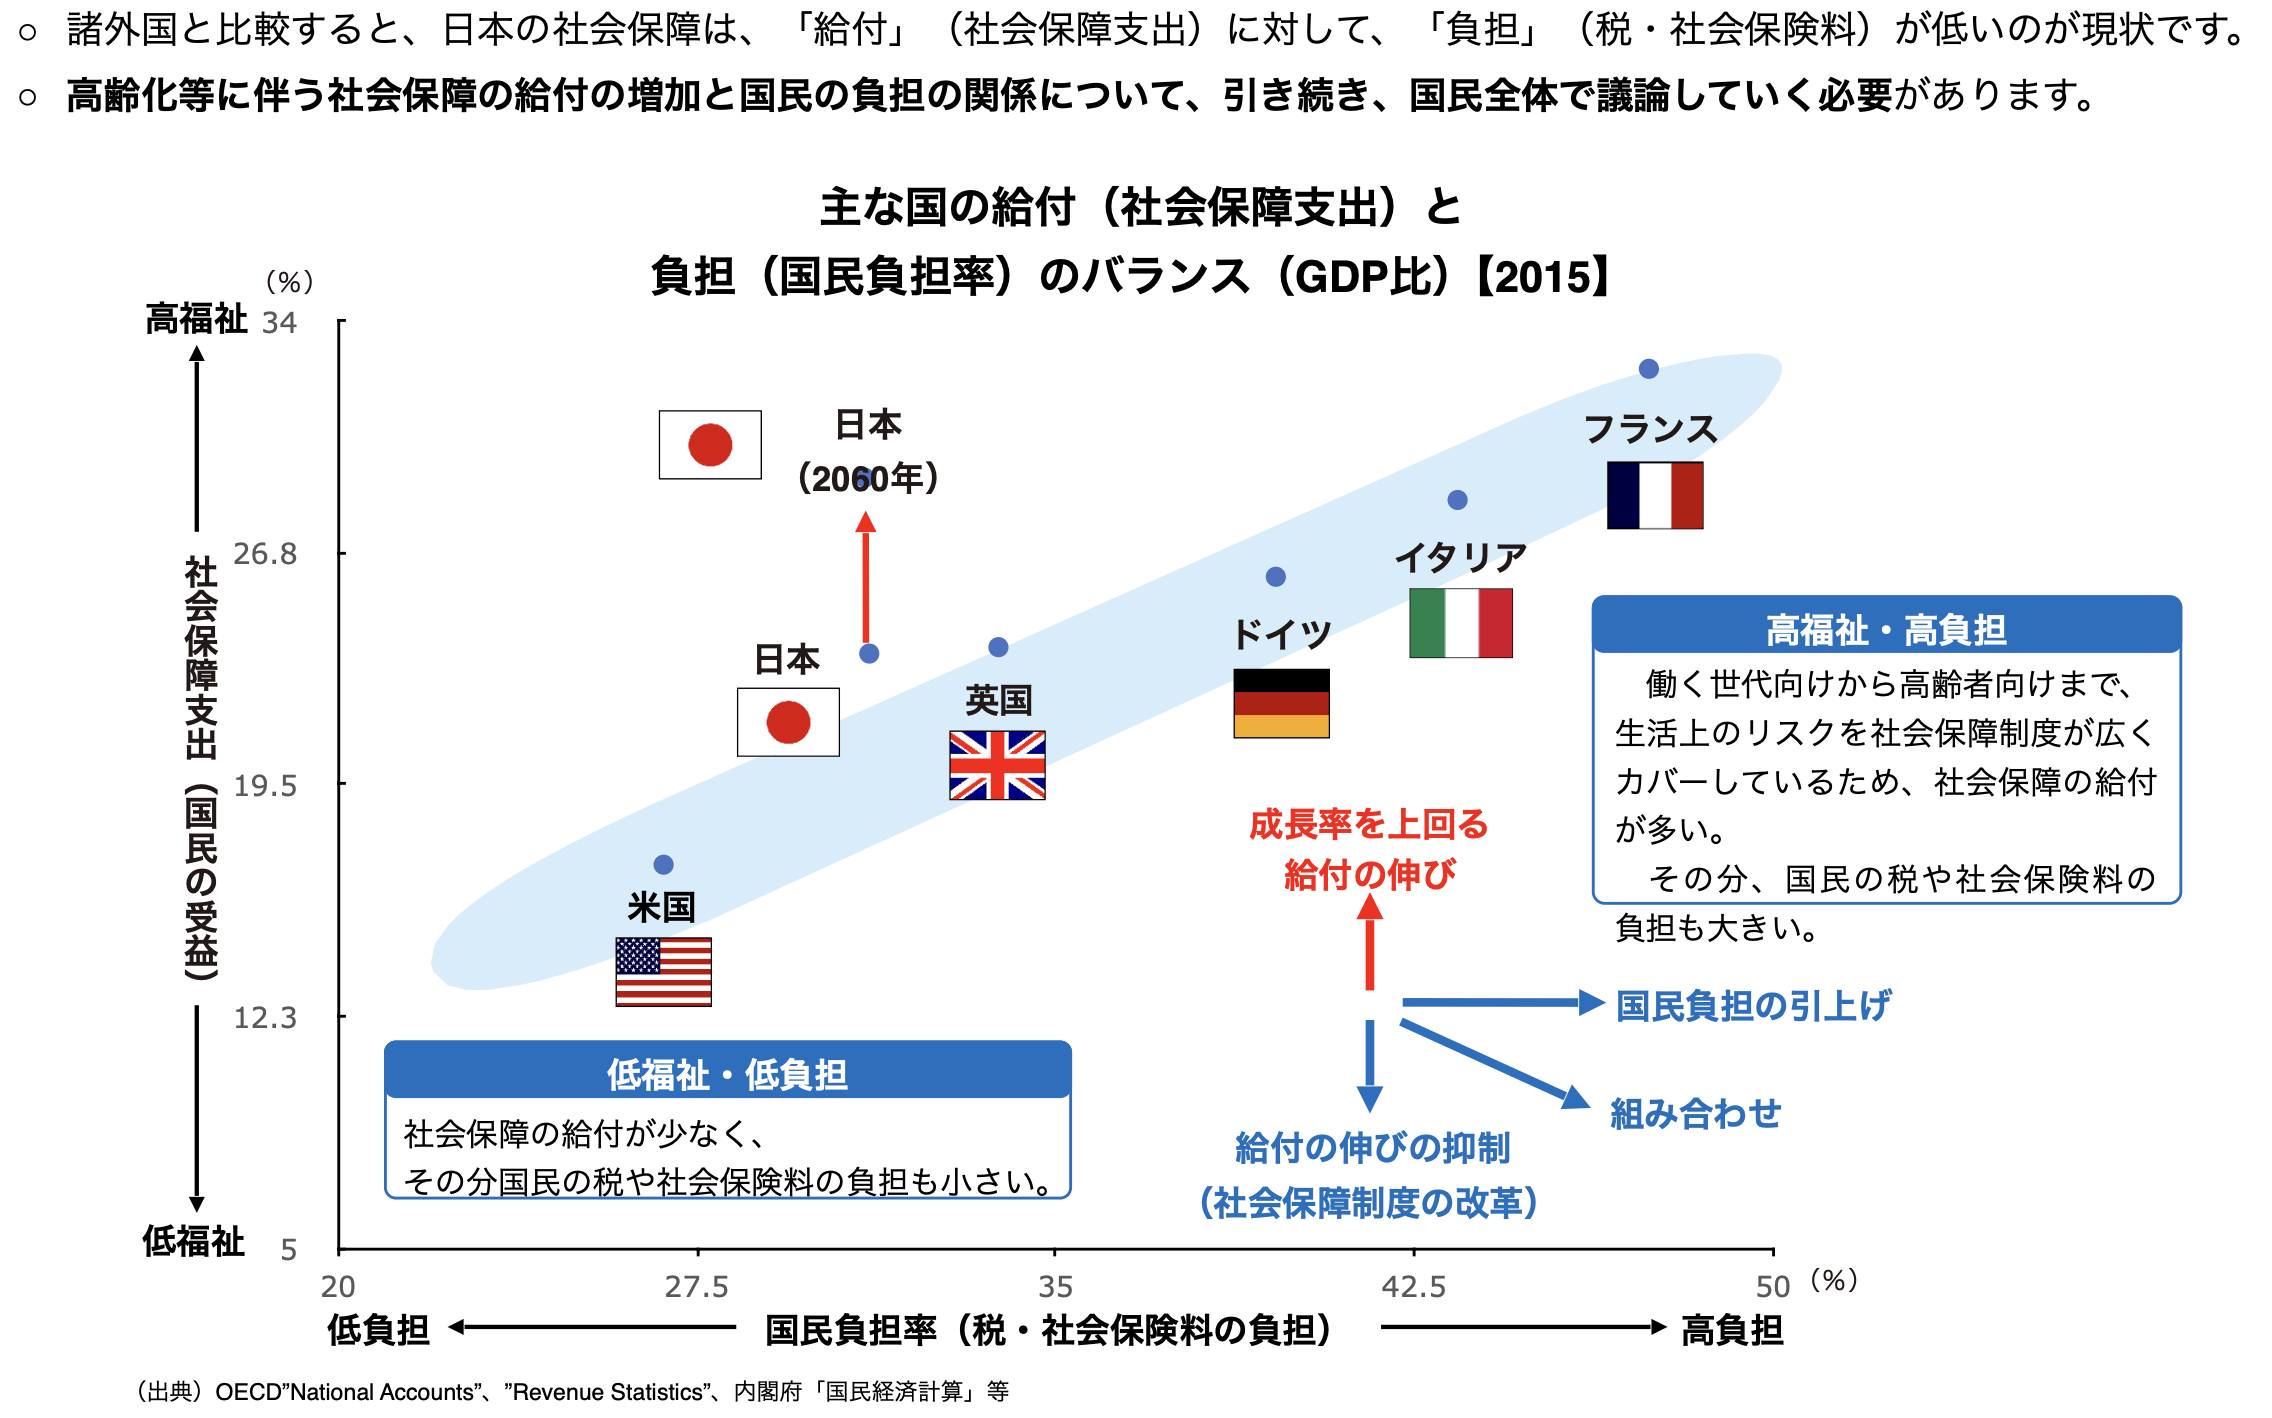 ○ 諸外国と比較すると、日本の社会保障は、「給付」（社会保障支出）に対して、「負担」（税・社会保険料）が低いのが現状です。
○ 高齢化等に伴う社会保障の給付の増加と国民の負担の関係について、引き続き、国民全体で議論していく必要があります。
主な国の給付（社会保障支出）と
負担（国民負担率）のバランス（GDP比）【2015】
（%）
高福祉
34
26.8
19.5
12.3
5
社会保障支出（国民の受益）
低福祉
日本
（2060年）
日本
英国
米国
ドイツ
イタリア
フランス
高福祉・高負担
働く世代向けから高齢者向けまで、
生活上のリスクを社会保障制度が広く
カバーしているため、社会保障の給付
が多い。
その分、国民の税や社会保険料の
負担も大きい。
成長率を上回る
給付の伸び
国民負担の引上げ
組み合わせ
給付の伸びの抑制
（社会保障制度の改革）
低福祉・低負担
社会保障の給付が少なく、
その分国民の税や社会保険料の負担も小さい。
20
27.5
35
42.5
50
（%）
低負担
国民負担率（税・社会保険料の負担）
高負担
（出典）OECD”National Accounts”、”Revenue Statistics”、内閣府「国民経済計算」等